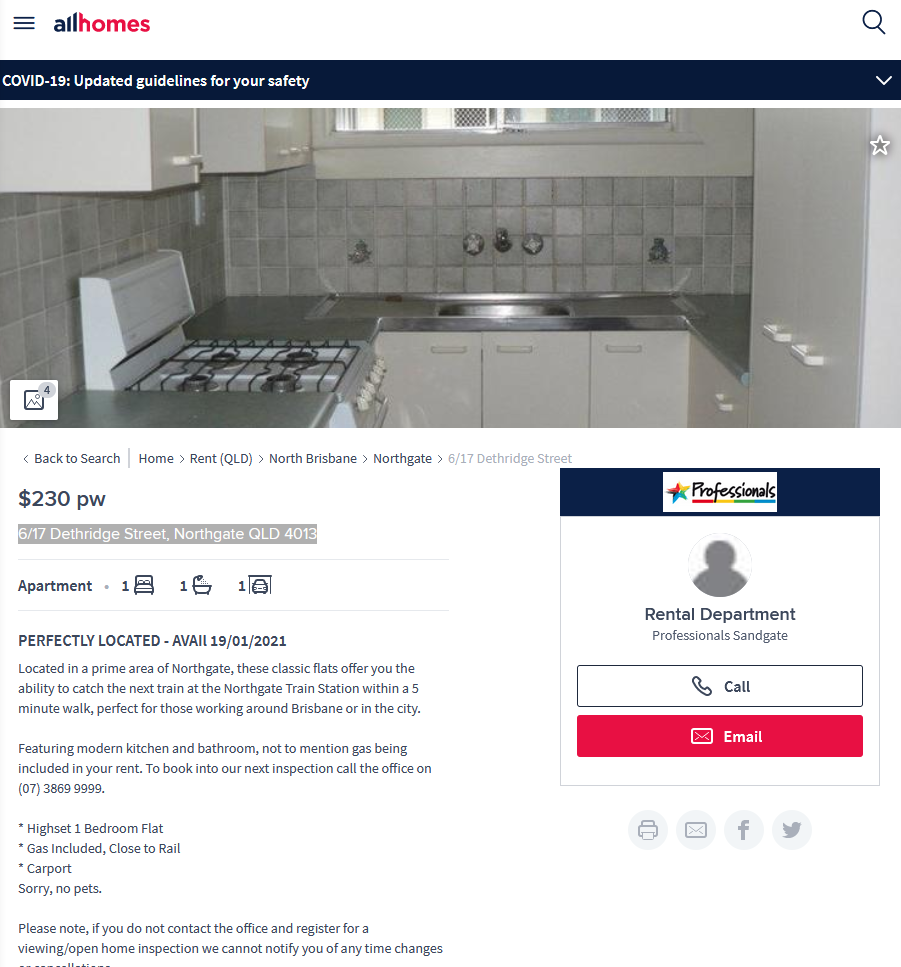 allhomes
COVID-19: Updated guidelines for your safety
4
Back to Search
Home > Rent (QLD) > North Brisbane > Northgate > 6/17 Dethridge Street
$230 pw
6/17 Dethridge Street, Northgate QLD 4013
Apartment • 1 1 1
PERFECTLY LOCATED - AVAIl 19/01/2021
Located in a prime area of Northgate, these classic flats offer you the
ability to catch the next train at the Northgate Train Station within a 5
minute walk, perfect for those working around Brisbane or in the city.
Featuring modern kitchen and bathroom, not to mention gas being
included in your rent. To book into our next inspection call the office on
(07) 3869 9999.
* Highset 1 Bedroom Flat
* Gas Included, Close to Rail
* Carport
Sorry, no pets.
Please note, if you do not contact the office and register for a
viewing/open home inspection we cannot notify you of any time changes
Professionals
Rental Department
Professionals Sandgate
Call
Email